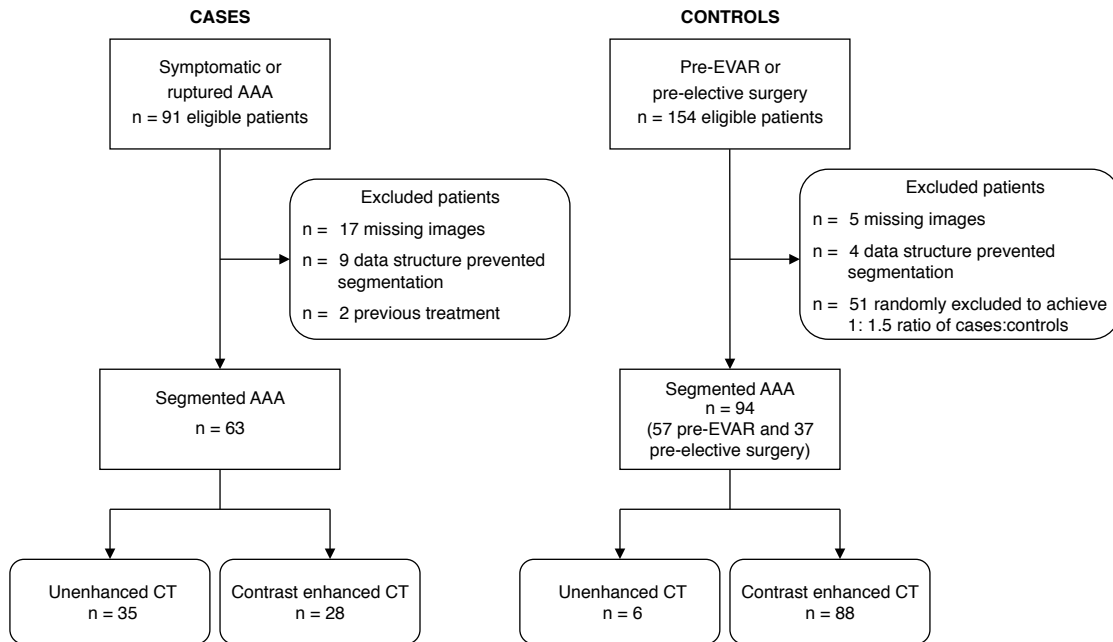 CASES
Symptomatic or
ruptured AAA
n = 91 eligible patients
Excluded patients
n = 17 missing images
n = 9 data structure prevented
segmentation
n = 2 previous treatment
Segmented AAA
n = 63
Unenhanced CT
n = 35
Contrast enhanced CT
n = 28
CONTROLS
Pre-EVAR or
pre-elective surgery
n = 154 eligible patients
Excluded patients
n = 5 missing images
n = 4 data structure prevented
segmentation
n = 51 randomly excluded to achieve
1: 1.5 ratio of cases:controls
Segmented AAA
n = 94
(57 pre-EVAR and 37
pre-elective surgery)
Unenhanced CT
n = 6
Contrast enhanced CT
n = 88